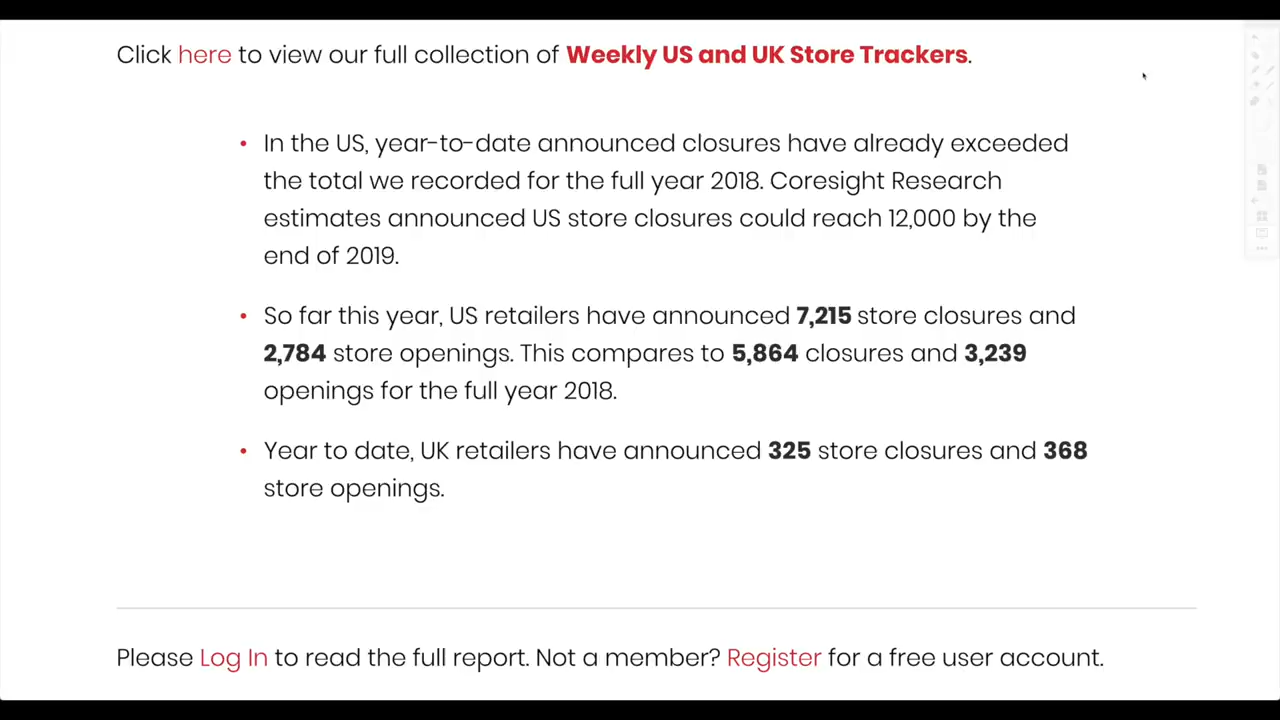 Click here to view our full collection of Weekly US and UK Store Trackers.
• In the US, year-to-date announced closures have already exceeded
the total we recorded for the full year 2018. Coresight Research
estimates announced US store closures could reach 12,000 by the
end of 2019.
• So far this year, US retailers have announced 7,215 store closures and
2,784 store openings. This compares to 5,864 closures and 3,239
openings for the full year 2018.
• Year to date, UK retailers have announced 325 store closures and 368
store openings.
Please Log In to read the full report. Not a member? Register for a free user account.